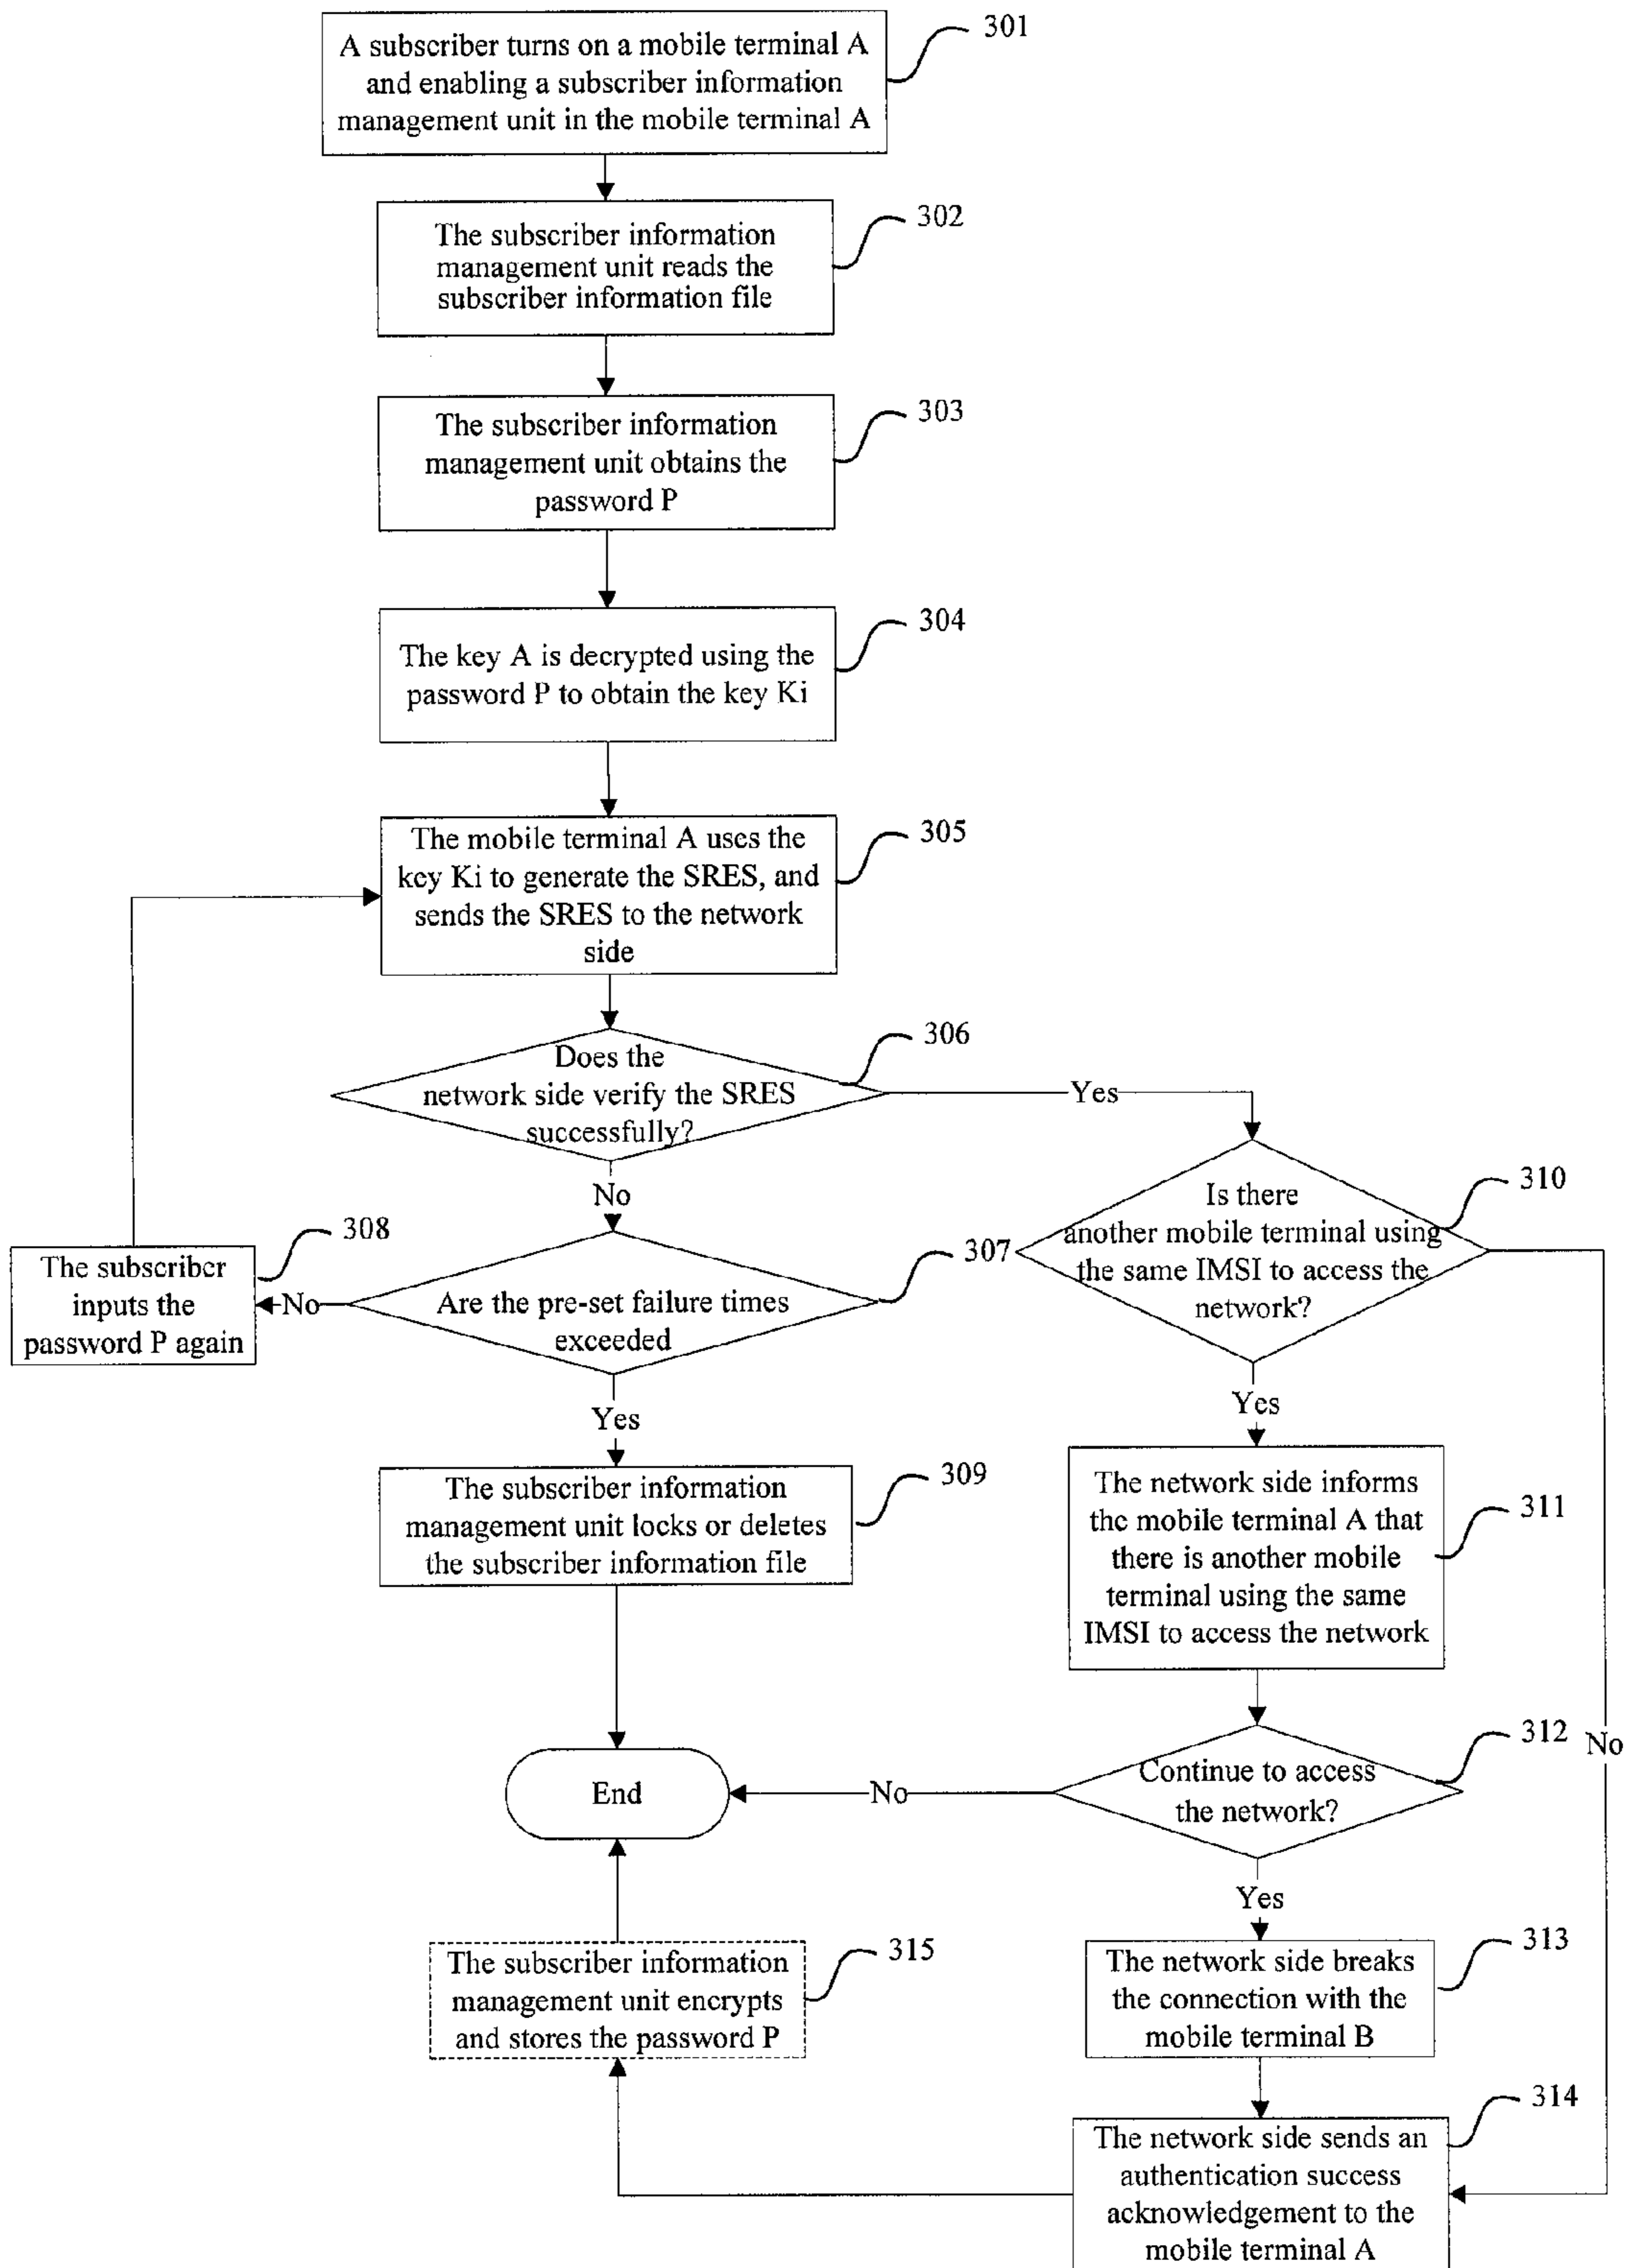 A subscriber turns on a mobile terminal A
and enabling a subscriber information
management unit in the mobile terminal A
301
The subscriber information
management unit reads the
subscriber information file
302
The subscriber information
management unit obtains the
password P
303
The key A is decrypted using the
password P to obtain the key Ki
304
The mobile terminal A uses the
key Ki to generate the SRES, and
sends the SRES to the network
side
305
Does the
network side verify the SRES
successfully?
306
Yes
No
Is there
another mobile terminal using
the same IMSI to access the
network?
310
Are the pre-set failure times
exceeded
307
No
The subscriber
inputs the
password P again
308
Yes
Yes
The subscriber information
management unit locks or deletes
the subscriber information file
309
The network side informs
the mobile terminal A that
there is another mobile
terminal using the same
IMSI to access the network
311
Continue to access
the network?
312
No
No
End
Yes
The network side breaks
the connection with the
mobile terminal B
313
The subscriber information
management unit encrypts
and stores the password P
315
The network side sends an
authentication success
acknowledgement to the
mobile terminal A
314